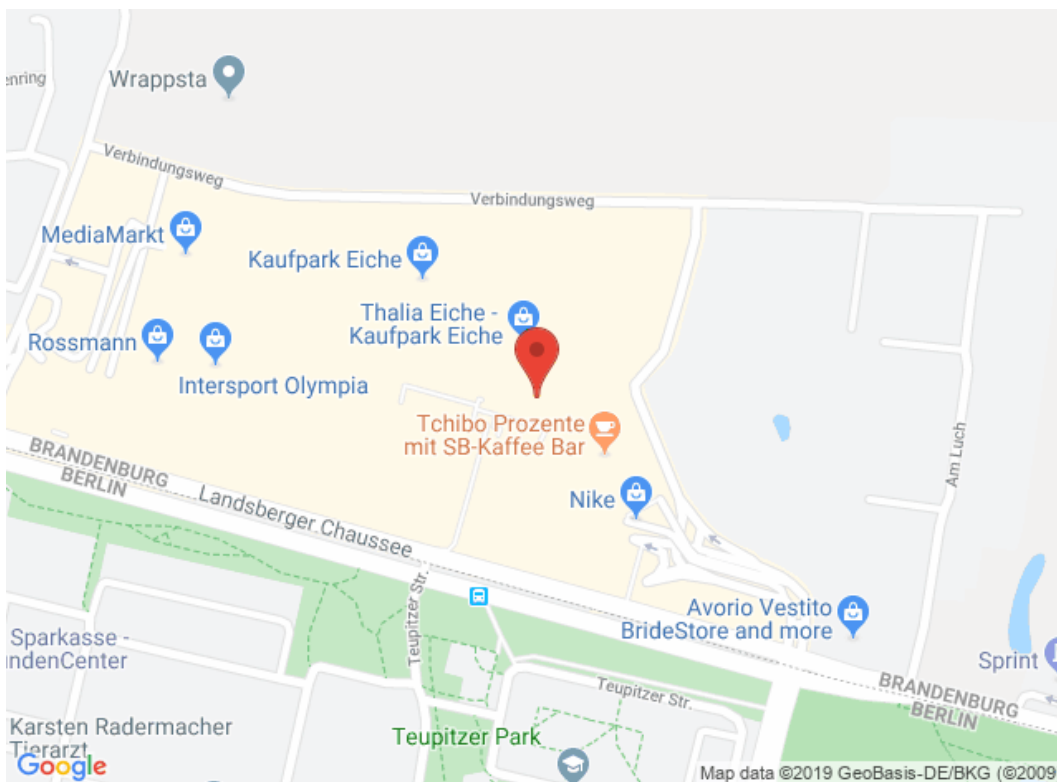 enring
Wrappsta
Verbindungsweg
Verbindungsweg
MediaMarkt
Kaufpark Eiche
Thalia Eiche -
Kaufpark Eiche
Rossmann
Intersport Olympia
Tchibo Prozente
mit SB-Kaffee Bar
Am Luch
BRANDENBURG
BERLIN
Nike
Landsberger Chaussee
Teupitzer Str.
Avorio Vestito
BrideStore and more
Sparkasse -
undenCenter
Sprint
Teupitzer Str.
BRANDENBURG
BERLIN
Karsten Radermacher
Tierarzt
Teupitzer Park
Google
Map data ©2019 GeoBasis-DE/BKG (©2009